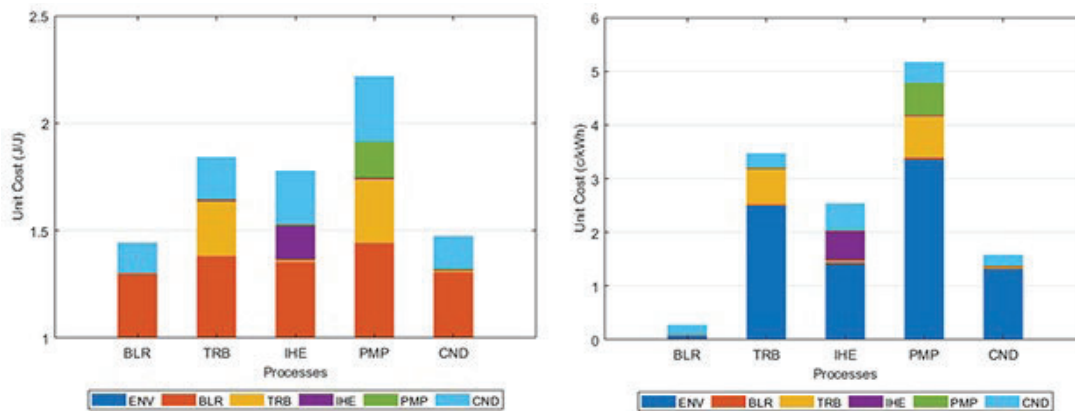 2.5
2
1.5
1
Unit Cost (J/J)
BLR TRB IHE PMP CND
Processes
ENV BLR TRB IHE PMP CND
6
5
4
3
2
1
0
Unit Cost (c/kWh)
BLR TRB IHE PMP CND
Processes
ENV BLR TRB IHE PMP CND